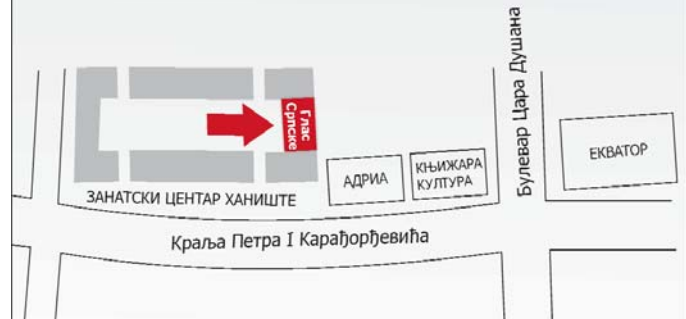 Булевар Цара Душана
Глас
Српске
ЕКВАТОР
АДРИА
КЊИЖАРА
КУЛТУРА
ЗАНАТСКИ ЦЕНТАР ХАНИШТЕ
Краља Петра I Карађорђевића